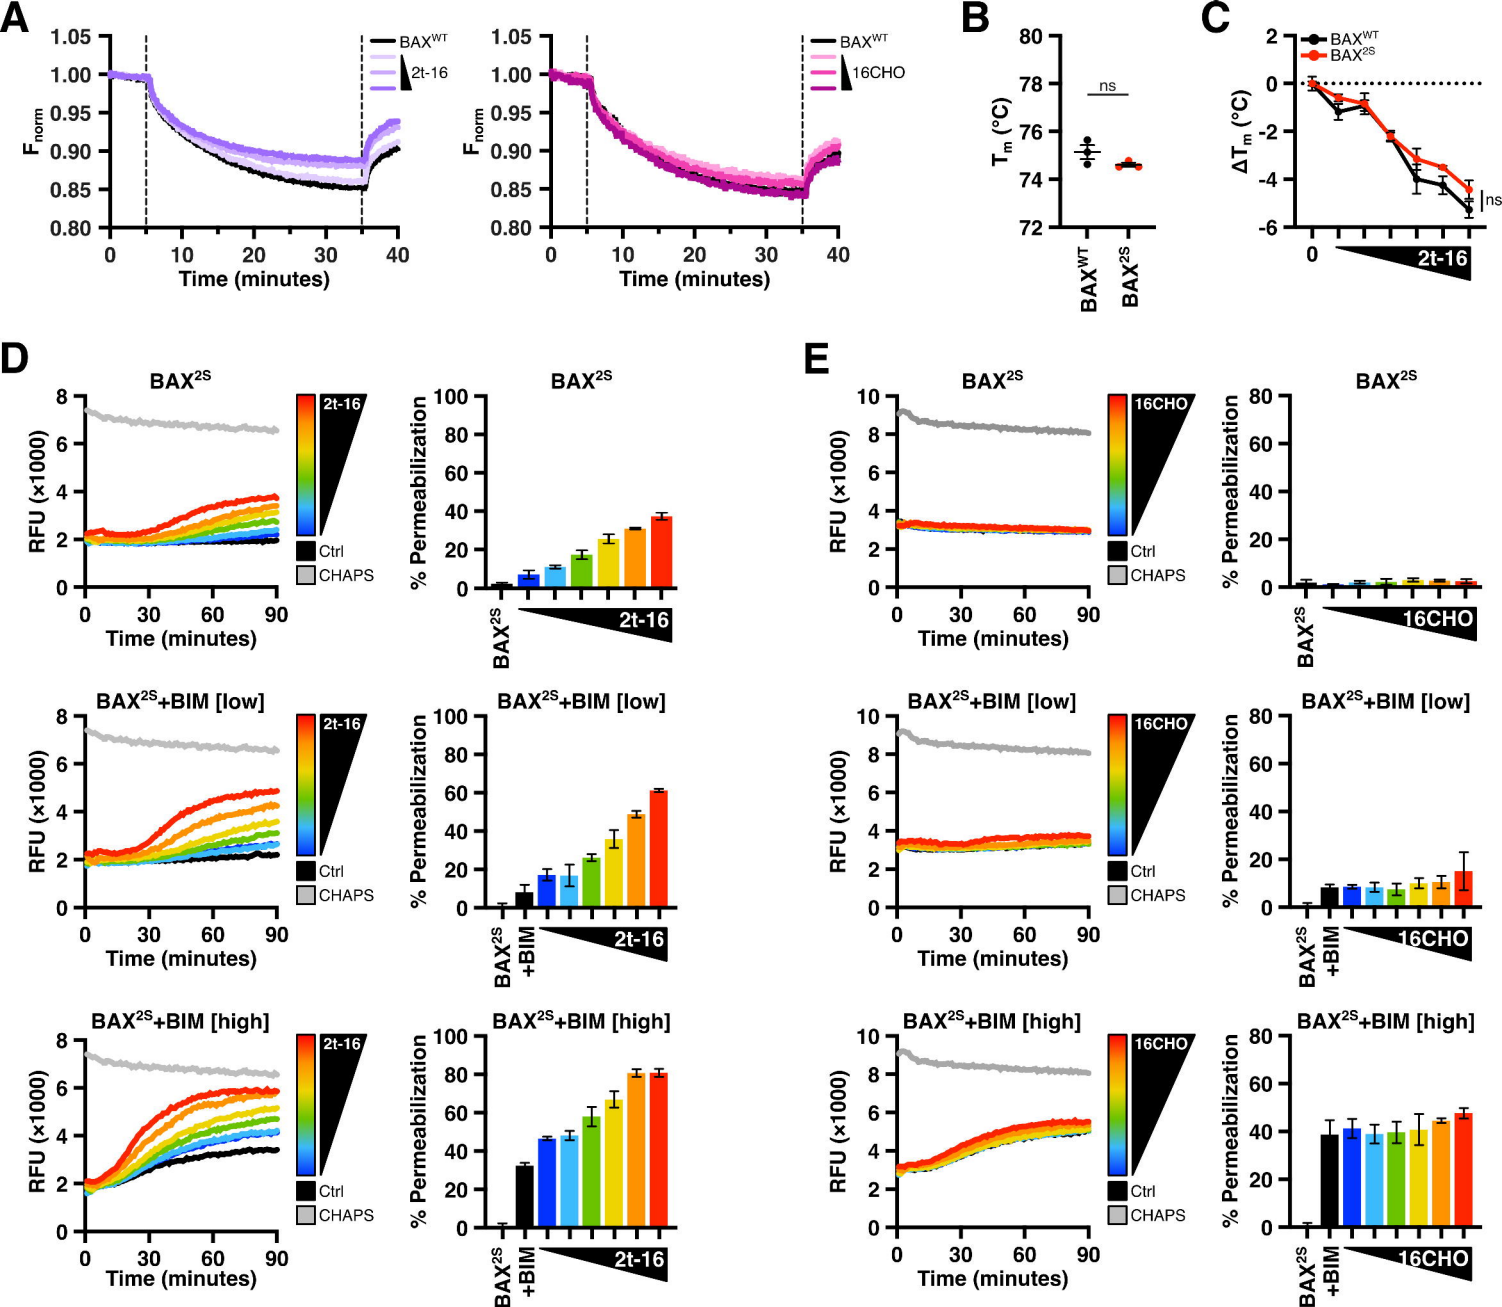 A
1.05
1.00
0.95
0.90
0.85
0.80
Fnorm
0
10
20
30
40
Time (minutes)
BAXWT
2t-16
1.05
1.00
0.95
0.90
0.85
0.80
Fnorm
0
10
20
30
40
Time (minutes)
BAXWT
16CHO
B
80
78
76
74
72
Tm (°C)
ns
BAXWT
BAX2S
C
2
0
-2
-4
-6
ΔTm (°C)
BAXWT
BAX2S
ns
0
2t-16
D
BAX2S
8
6
4
2
0
RFU (×1000)
0
30
60
90
Time (minutes)
2t-16
Ctrl
CHAPS
BAX2S
100
80
60
40
20
0
% Permeabilization
BAX2S
2t-16
BAX2S+BIM [low]
8
6
4
2
0
RFU (×1000)
0
30
60
90
Time (minutes)
2t-16
Ctrl
CHAPS
BAX2S+BIM [low]
100
80
60
40
20
0
% Permeabilization
BAX2S
+BIM
2t-16
BAX2S+BIM [high]
8
6
4
2
0
RFU (×1000)
0
30
60
90
Time (minutes)
2t-16
Ctrl
CHAPS
BAX2S+BIM [high]
100
80
60
40
20
0
% Permeabilization
BAX2S
+BIM
2t-16
E
BAX2S
10
8
6
4
2
0
RFU (×1000)
0
30
60
90
Time (minutes)
16CHO
Ctrl
CHAPS
BAX2S
80
60
40
20
0
% Permeabilization
BAX2S
16CHO
BAX2S+BIM [low]
10
8
6
4
2
0
RFU (×1000)
0
30
60
90
Time (minutes)
16CHO
Ctrl
CHAPS
BAX2S+BIM [low]
80
60
40
20
0
% Permeabilization
BAX2S
+BIM
16CHO
BAX2S+BIM [high]
10
8
6
4
2
0
RFU (×1000)
0
30
60
90
Time (minutes)
16CHO
Ctrl
CHAPS
BAX2S+BIM [high]
80
60
40
20
0
% Permeabilization
BAX2S
+BIM
16CHO